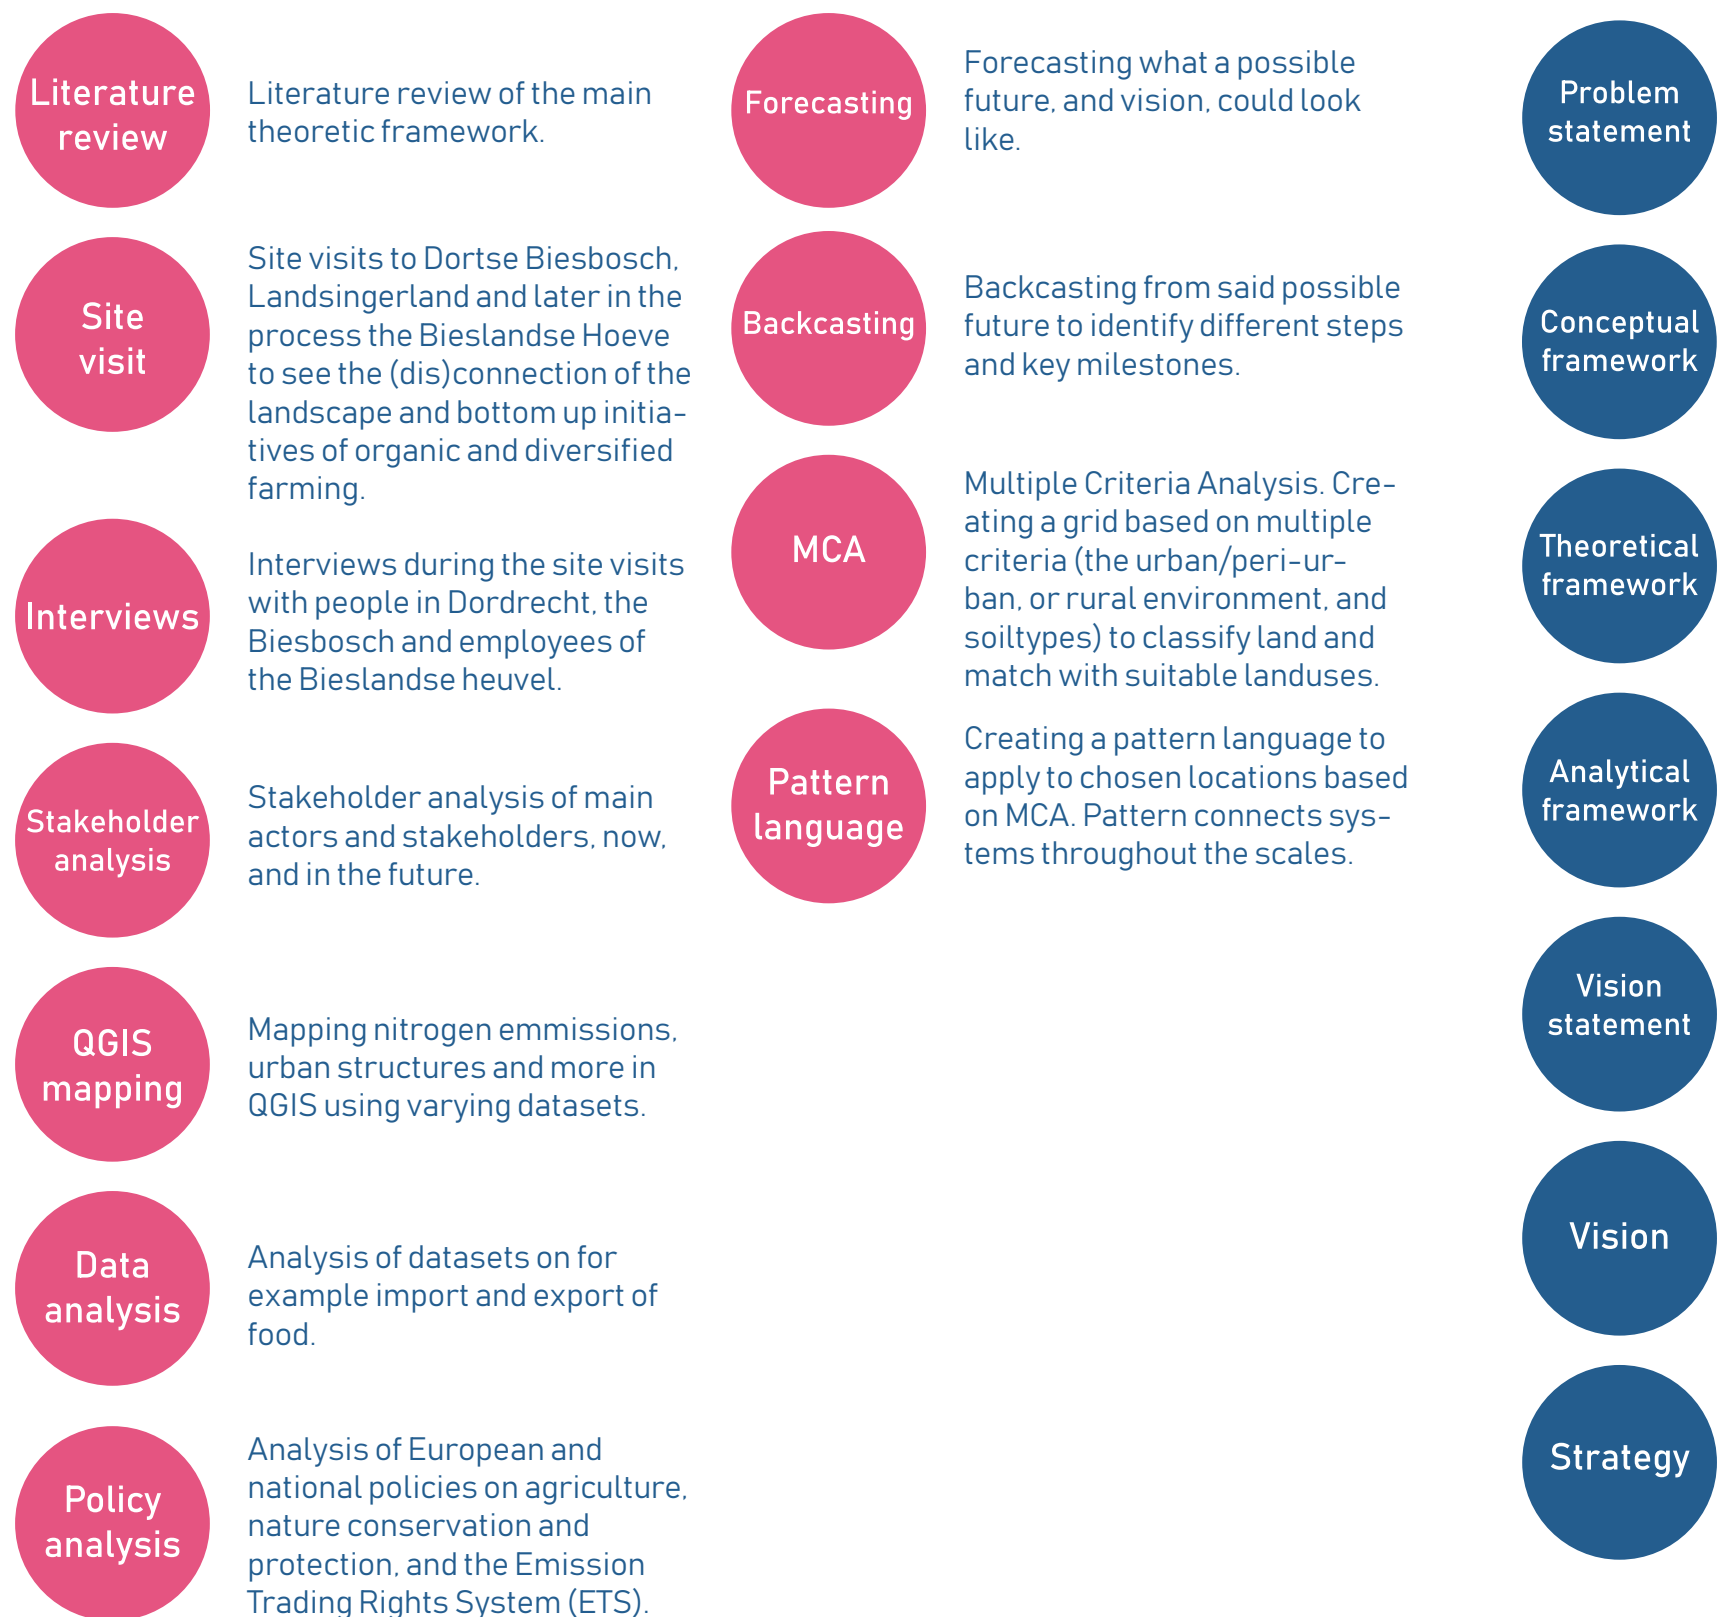 Literature
review
Literature review of the main
theoretic framework.
Site
visit
Site visits to Dortse Biesbosch,
Landsingerland and later in the
process the Bieslandse Hoeve
to see the (dis)connection of the
landscape and bottom up initia-
tives of organic and diversified
farming.
Interviews
Interviews during the site visits
with people in Dordrecht, the
Biesbosch and employees of
the Bieslandse heuvel.
Stakeholder
analysis
Stakeholder analysis of main
actors and stakeholders, now,
and in the future.
QGIS
mapping
Mapping nitrogen emmissions,
urban structures and more in
QGIS using varying datasets.
Data
analysis
Analysis of datasets on for
example import and export of
food.
Policy
analysis
Analysis of European and
national policies on agriculture,
nature conservation and
protection, and the Emission
Trading Rights System (ETS).
Forecasting
Forecasting what a possible
future, and vision, could look
like.
Backcasting
Backcasting from said possible
future to identify different steps
and key milestones.
MCA
Multiple Criteria Analysis. Cre-
ating a grid based on multiple
criteria (the urban/peri-ur-
ban, or rural environment, and
soiltypes) to classify land and
match with suitable landuses.
Pattern
language
Creating a pattern language to
apply to chosen locations based
on MCA. Pattern connects sys-
tems throughout the scales.
Problem
statement
Conceptual
framework
Theoretical
framework
Analytical
framework
Vision
statement
Vision
Strategy